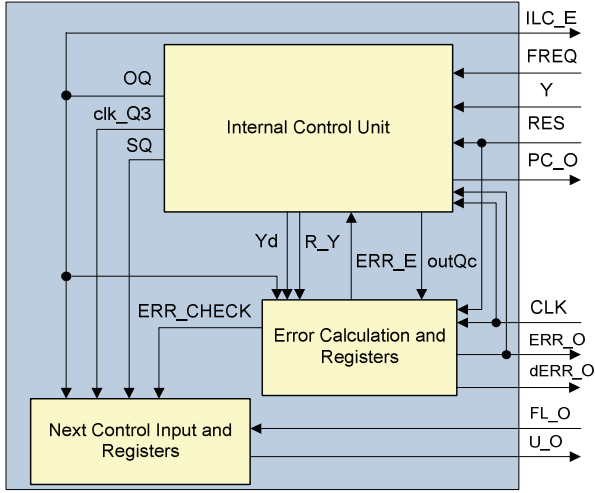 ILC_E
FREQ
OQ
Y
clk_Q3
Internal Control Unit
RES
SQ
PC_O
Yd
R_Y
ERR_E
outQc
ERR_CHECK
CLK
Error Calculation and
Registers
ERR_O
dERR_O
FL_O
Next Control Input and
Registers
U_O